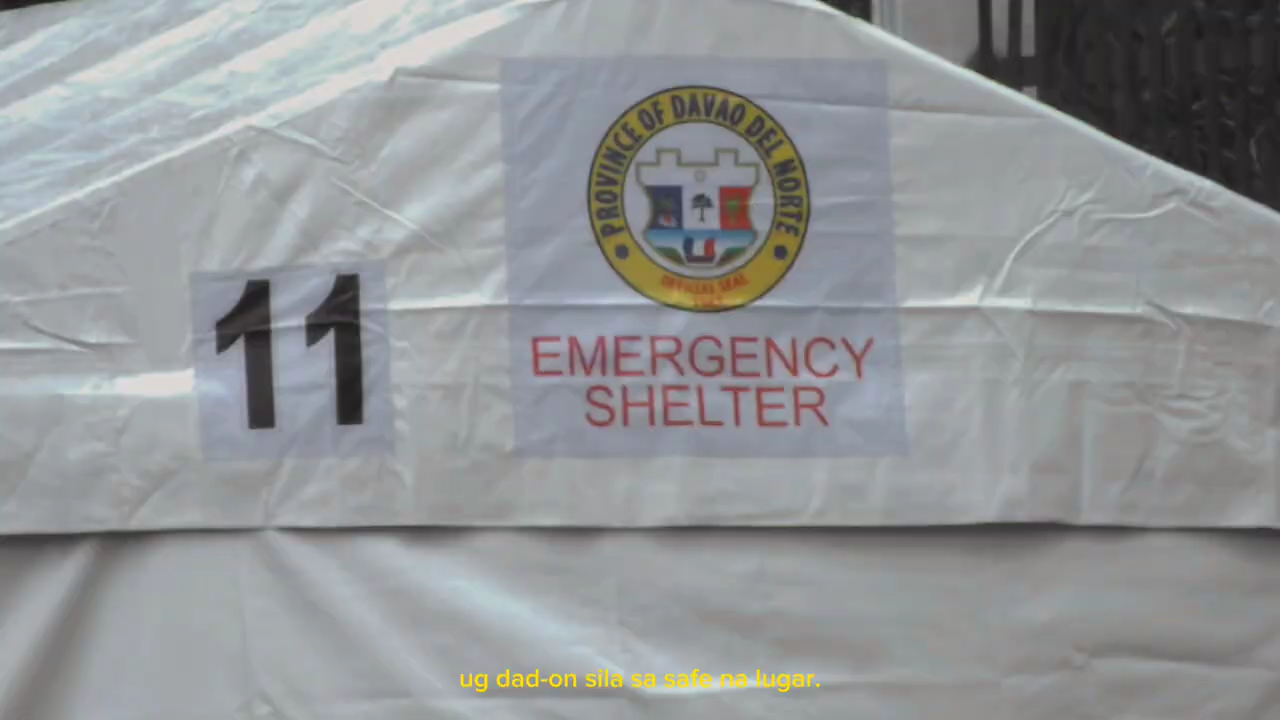 PROVINCE OF DAVAO DEL NORTE
OFFICIAL SEAL
11
EMERGENCY
SHELTER
ug dad-on sila sa safe na lugar.